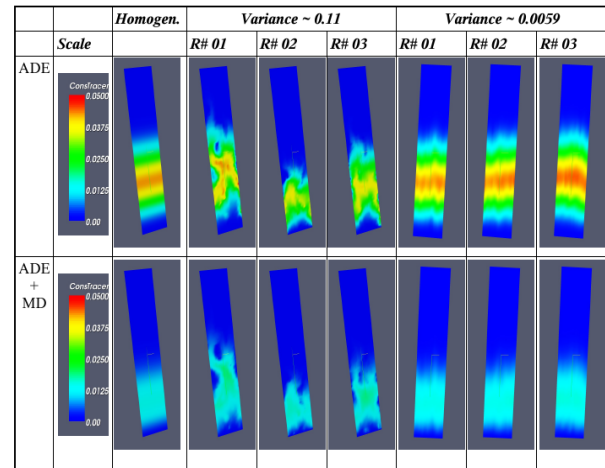 Homogen. Variance ~ 0.11 Variance ~ 0.0059
Scale R# 01 R# 02 R# 03 R# 01 R# 02 R# 03
ADE
ConsTracer
0.0500
0.0375
0.0250
0.0125
0.00
ADE
+
MD
ConsTracer
0.0500
0.0375
0.0250
0.0125
0.00